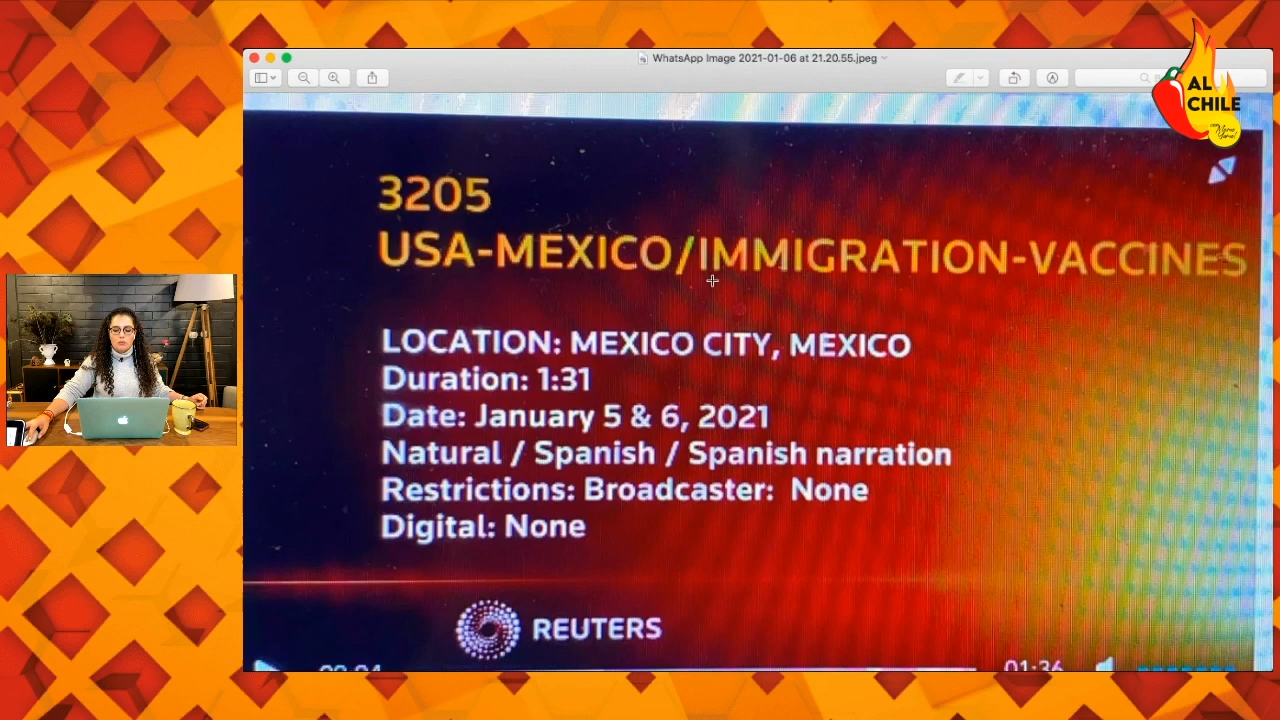 WhatsApp Image 2021-01-06 at 21.20.55.jpeg
AL
CHILE
3205
USA-MEXICO/IMMIGRATION-VACCINES
LOCATION: MEXICO CITY, MEXICO
Duration: 1:31
Date: January 5 & 6, 2021
Natural / Spanish / Spanish narration
Restrictions: Broadcaster: None
Digital: None
REUTERS
01:36